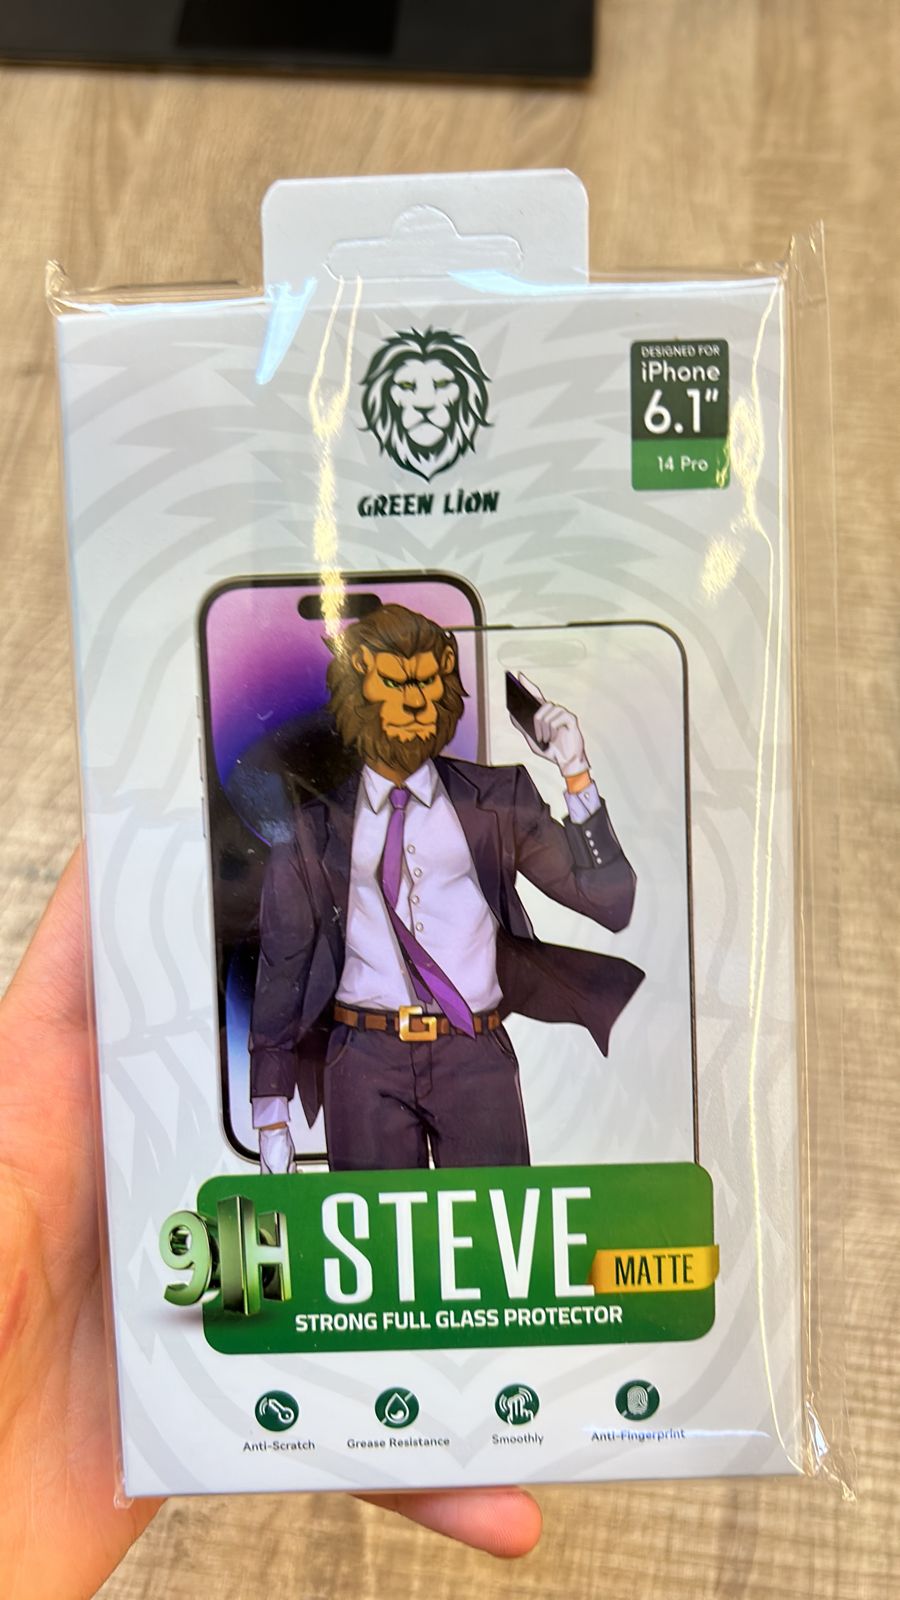 DESIGNED FOR
iPhone
6.1"
14 Pro
GREEN LION
G
9H
STEVE
MATTE
STRONG FULL GLASS PROTECTOR
Anti-Scratch
Grease Resistance
Smoothly
Anti-Fingerprint